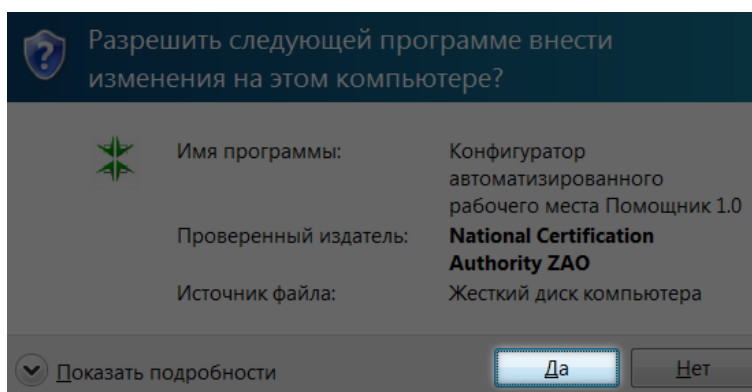 Разрешить следующей программе внести
изменения на этом компьютере?
Имя программы:
Конфигуратор
автоматизированного
рабочего места Помощник 1.0
Проверенный издатель:
National Certification
Authority ZAO
Источник файла:
Жесткий диск компьютера
Показать подробности
Да
Нет